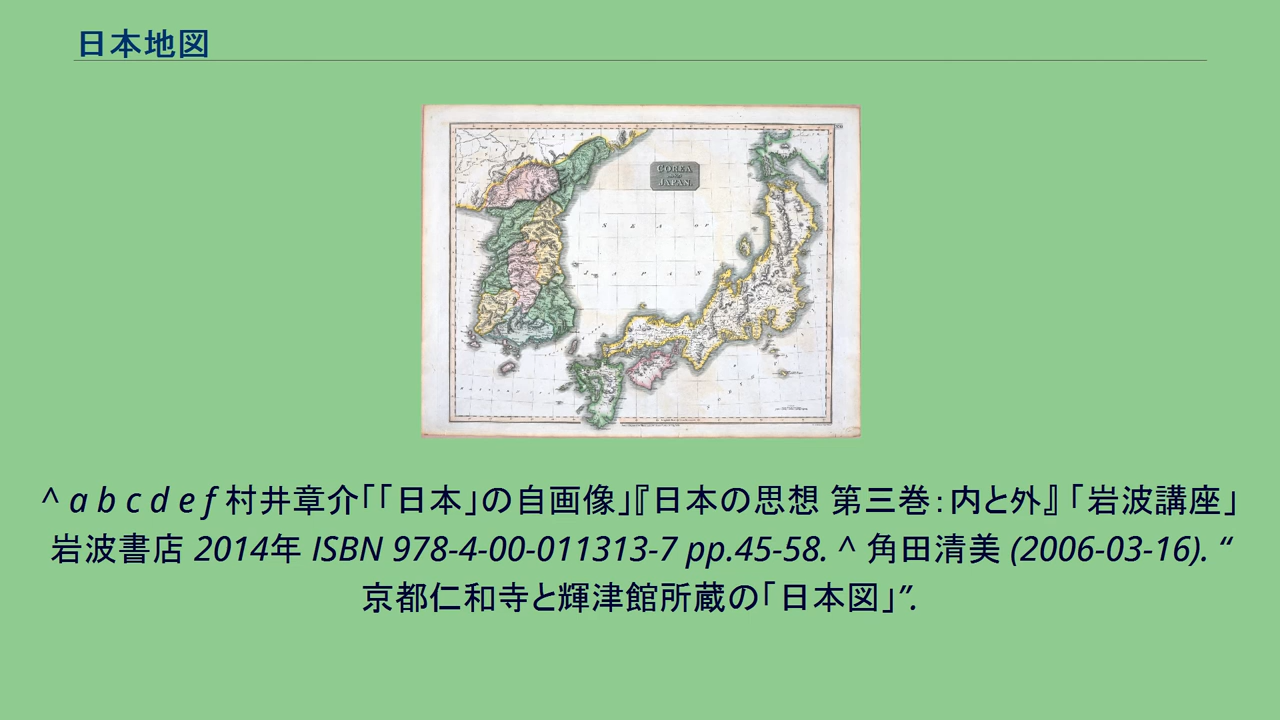 日本地図
COREA
JAPAN.
SEA OF
JAPAN
^ a b c d e f 村井章介「「日本」の自画像」『日本の思想 第三巻：内と外』「岩波講座」
岩波書店 2014年 ISBN 978-4-00-011313-7 pp.45-58. ^ 角田清美 (2006-03-16). “
京都仁和寺と輝津館所蔵の「日本図」”.